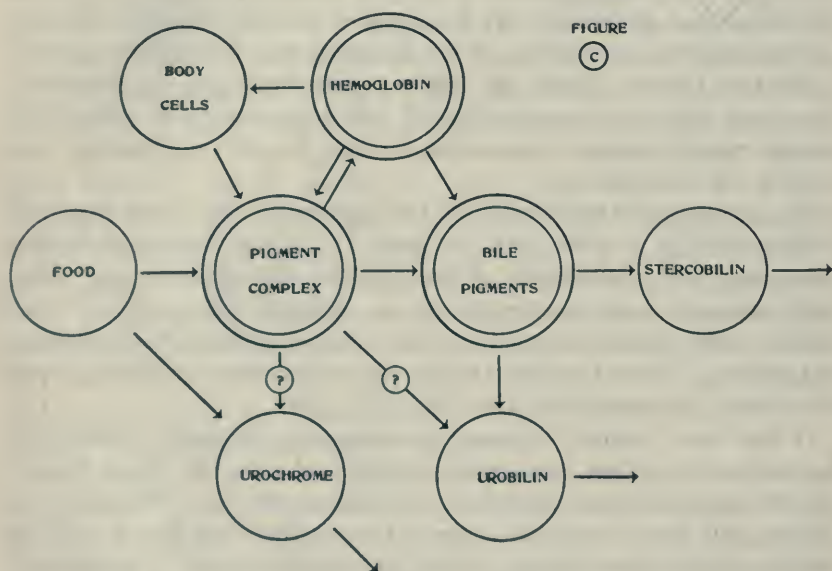 FIGURE
C
BODY
CELLS
HEMOGLOBIN
FOOD
PIGMENT
COMPLEX
BILE
PIGMENTS
STERCOBILIN
?
?
UROCHROME
UROBILIN